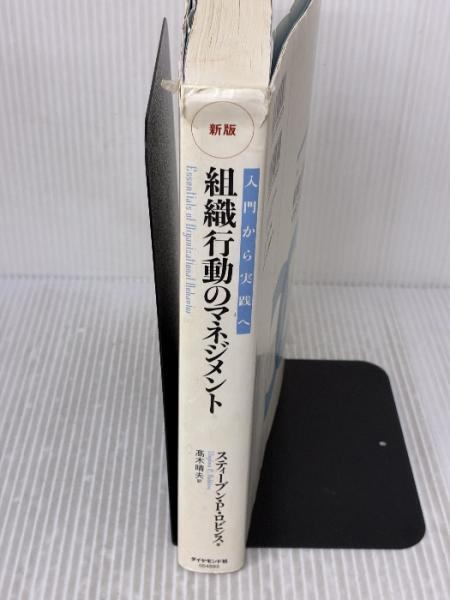 新版
入門から実践へ
組織行動のマネジメント
Essentials of Organizational Behavior
スティーブン・P・ロビンス・著
髙木晴夫 訳
ダイヤモンド社